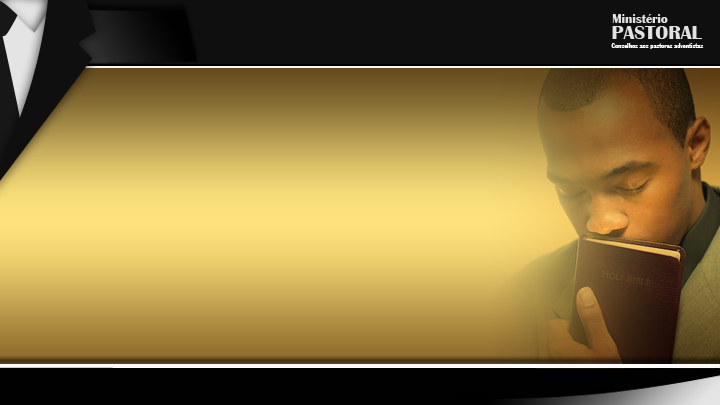 Ministério
PASTORAL
Conselhos aos pastores adventistas
HOLY BIBLE